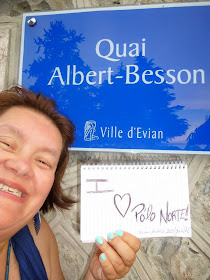 Quai
Albert-Besson
Ville d'Evian
I
♡ POLO NORTE!